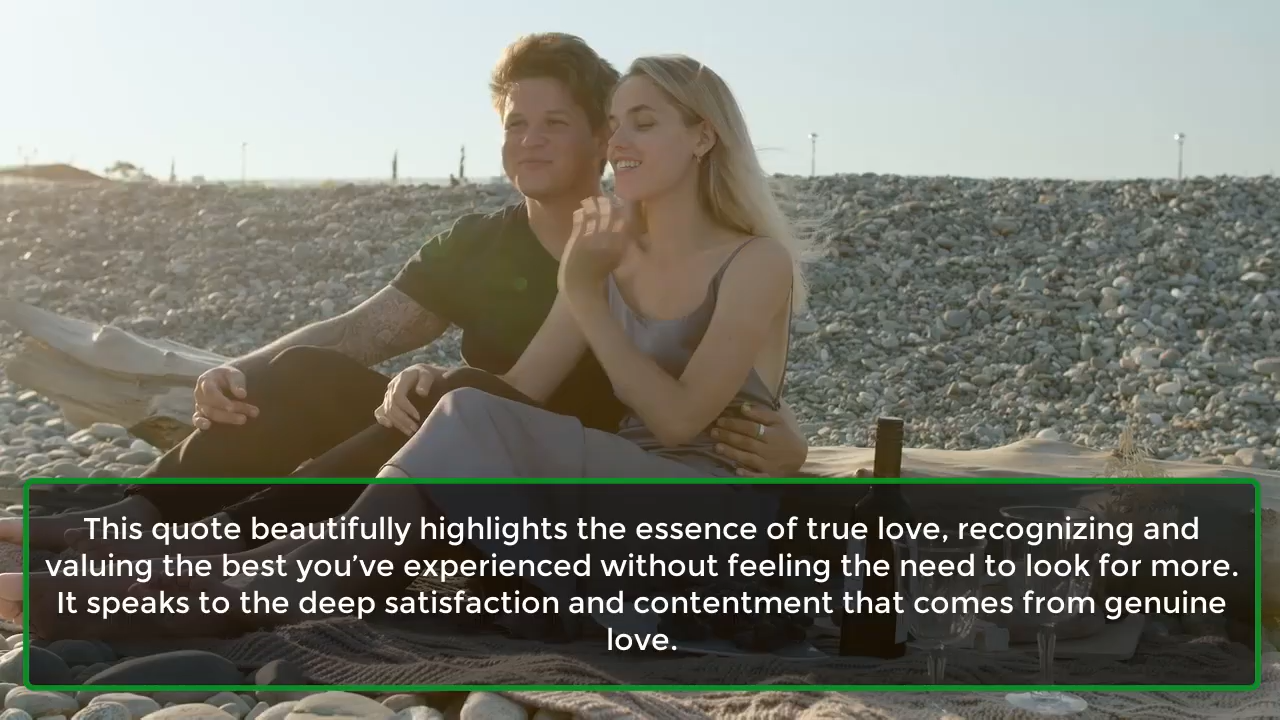 This quote beautifully highlights the essence of true love, recognizing and
valuing the best you’ve experienced without feeling the need to look for more.
It speaks to the deep satisfaction and contentment that comes from genuine
love.